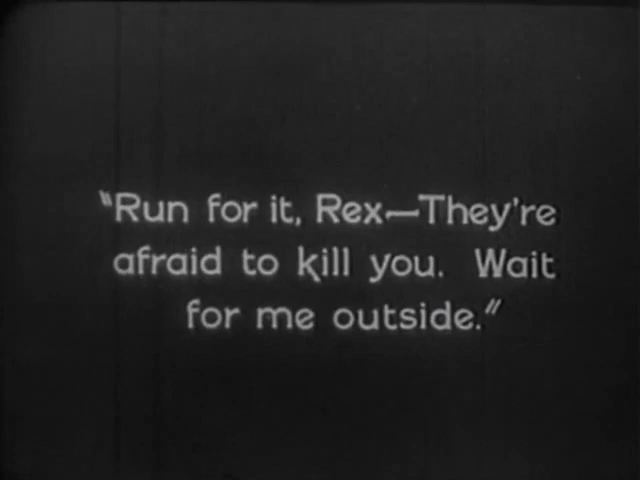 "Run for it, Rex—They're
afraid to kill you. Wait
for me outside."